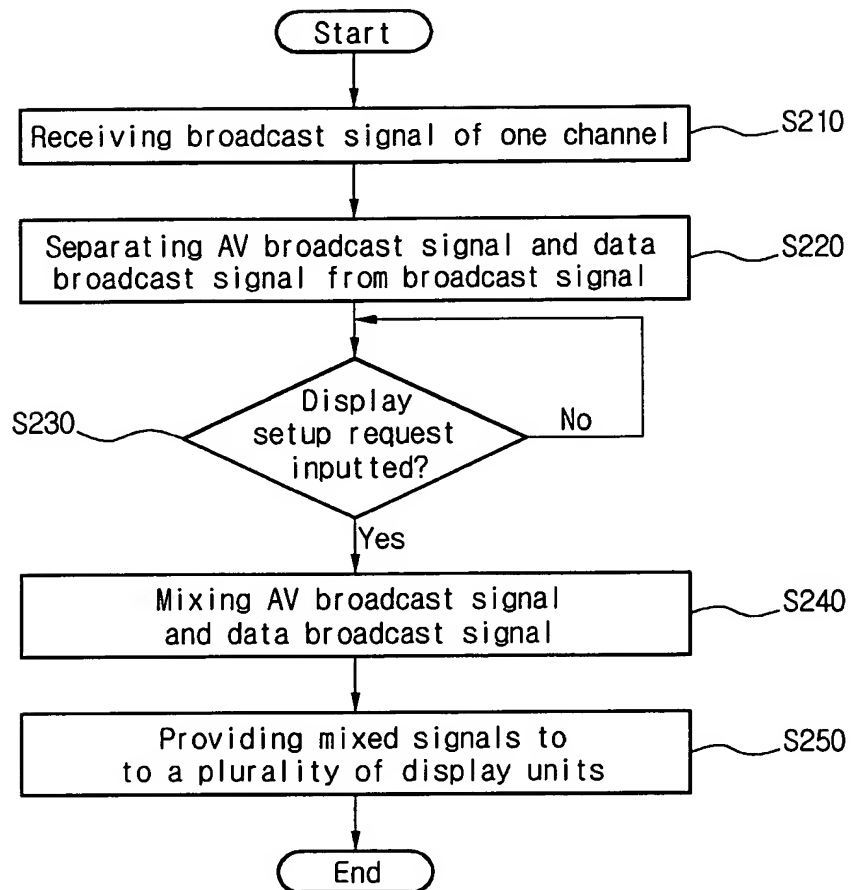 Start
Receiving broadcast signal of one channel
S210
Separating AV broadcast signal and data
broadcast signal from broadcast signal
S220
S230
Display
setup request
inputted?
No
Yes
Mixing AV broadcast signal
and data broadcast signal
S240
Providing mixed signals to
to a plurality of display units
S250
End